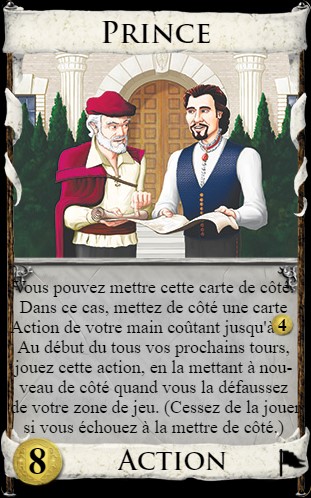 PRINCE
Vous pouvez mettre cette carte de côté.
Dans ce cas, mettez de côté une carte
Action de votre main coûtant jusqu'à 4
Au début du tous vos prochains tours,
jouez cette action, en la mettant à nou-
veau de côté quand vous la défaussez
de votre zone de jeu. (Cessez de la jouer
si vous échouez à la mettre de côté.)
8 ACTION